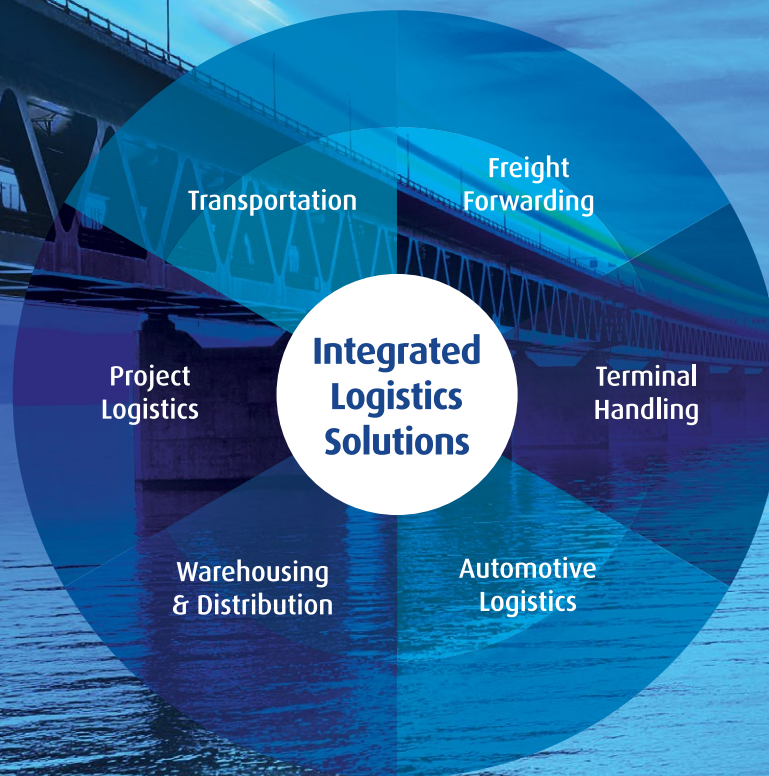 Transportation
Freight
Forwarding
Integrated
Logistics
Solutions
Project
Logistics
Terminal
Handling
Warehousing
& Distribution
Automotive
Logistics